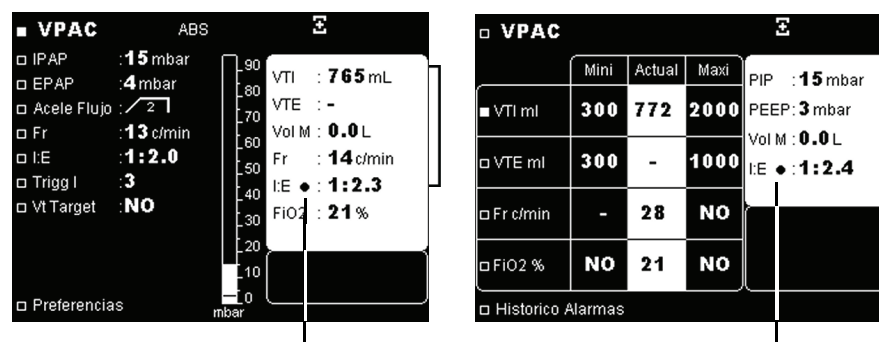 VPAC ABS
IPAP :15 mbar
EPAP :4 mbar
Acele Flujo : 2
Fr :13 c/min
I:E :1:2.0
Trigg I :3
Vt Target :NO
Preferencias
90
80
70
60
50
40
30
20
10
0
mbar
VTI : 765 mL
VTE : -
Vol M : 0.0 L
Fr : 14 c/min
I:E ● : 1:2.3
FiO2 : 21 %
VPAC
Mini Actual Maxi
VTI ml 300 772 2000
VTE ml 300 - 1000
Fr c/min - 28 NO
FiO2 % NO 21 NO
Historico Alarmas
PIP :15 mbar
PEEP:3 mbar
Vol M :0.0 L
I:E ● :1:2.4